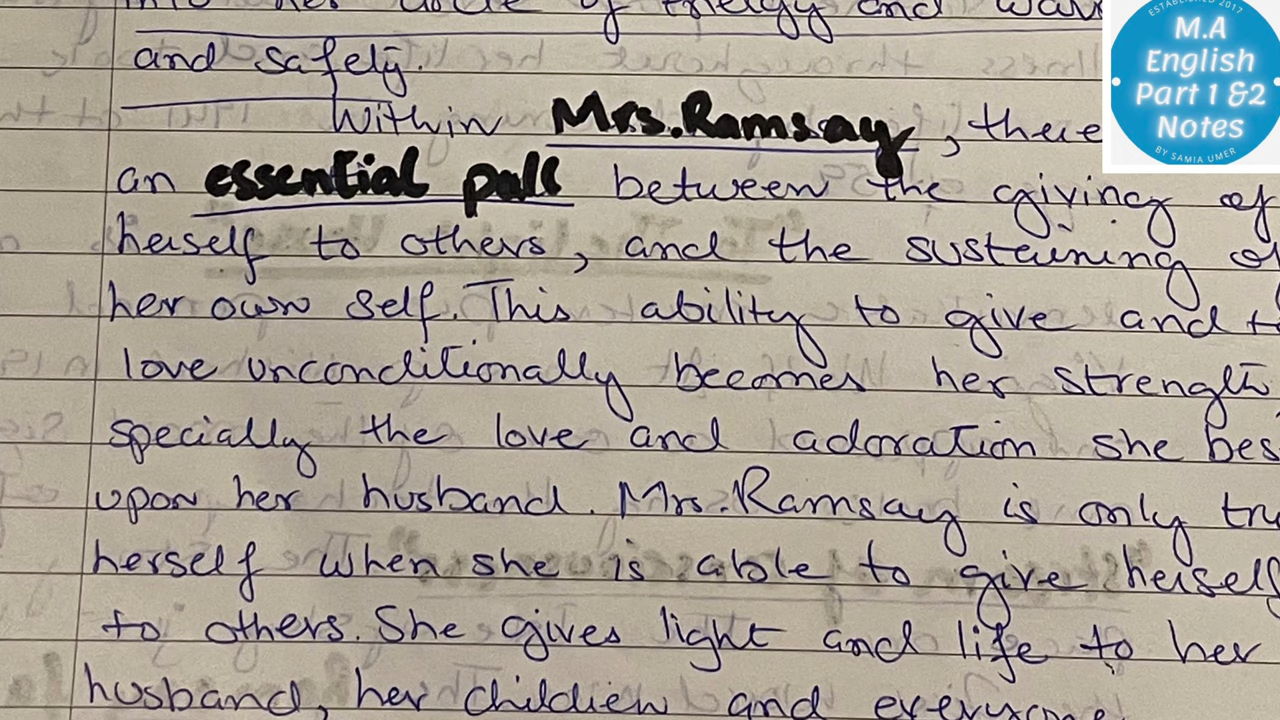 and safely.
Within Mrs. Ramsay, there
an essential pull between the giving of
herself to others, and the sustaining of
her own self. This ability to give and to
love unconditionally becomes her strength,
specially the love and adoration she bes
upon her husband. Mrs. Ramsay is only
herself when she is able to give herself
to others. She gives light and life to her
husband, her children and everyone
ESTABLISHED 2017
M.A
English
Part 1 &2
Notes
BY SAMIA UMER